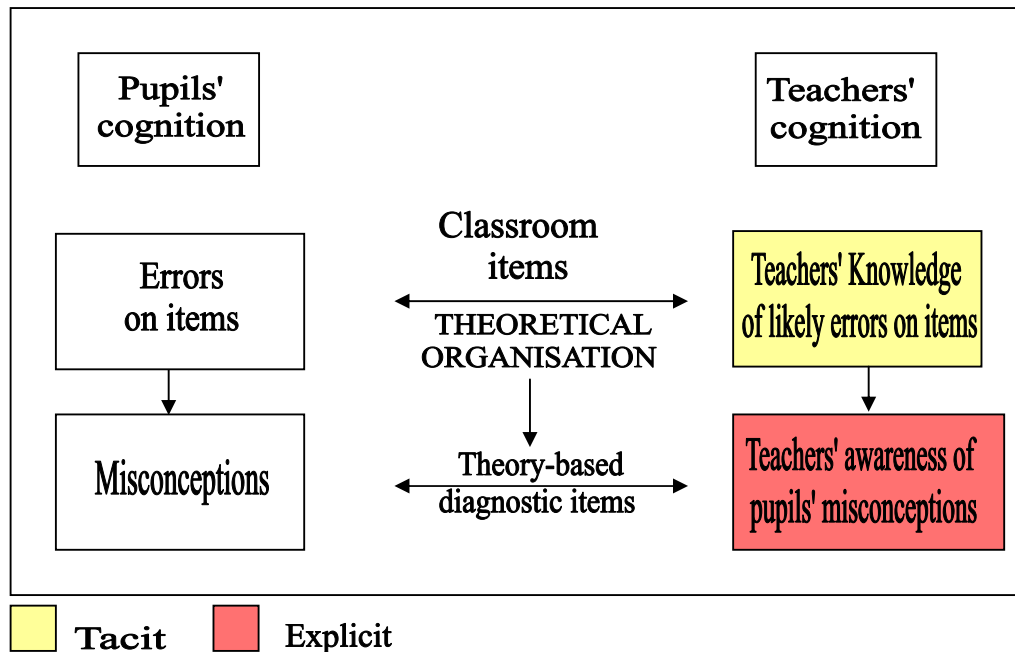 Pupils'
cognition
Teachers'
cognition
Classroom
items
Errors
on items
Teachers' Knowledge
of likely errors on items
THEORETICAL
ORGANISATION
Misconceptions
Theory-based
diagnostic items
Teachers' awareness of
pupils' misconceptions
Tacit
Explicit